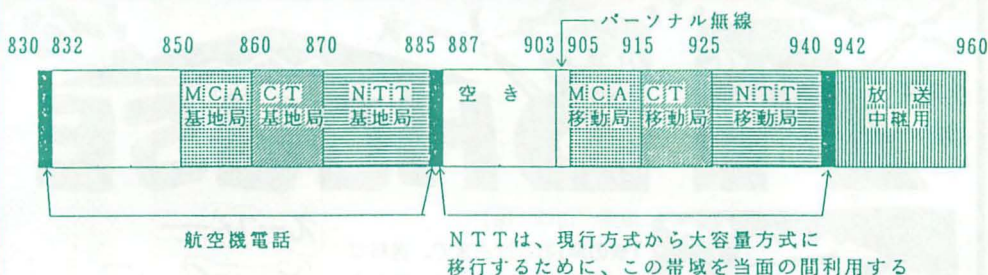 パーソナル無線
830 832 850 860 870 885 887 903 905 915 925 940 942 960
MCA 基地局
CT 基地局
NTT 基地局
空き
MCA 移動局
CT 移動局
NTT 移動局
放送 中継用
航空機電話
NTTは、現行方式から大容量方式に
移行するために、この帯域を当面の間利用する